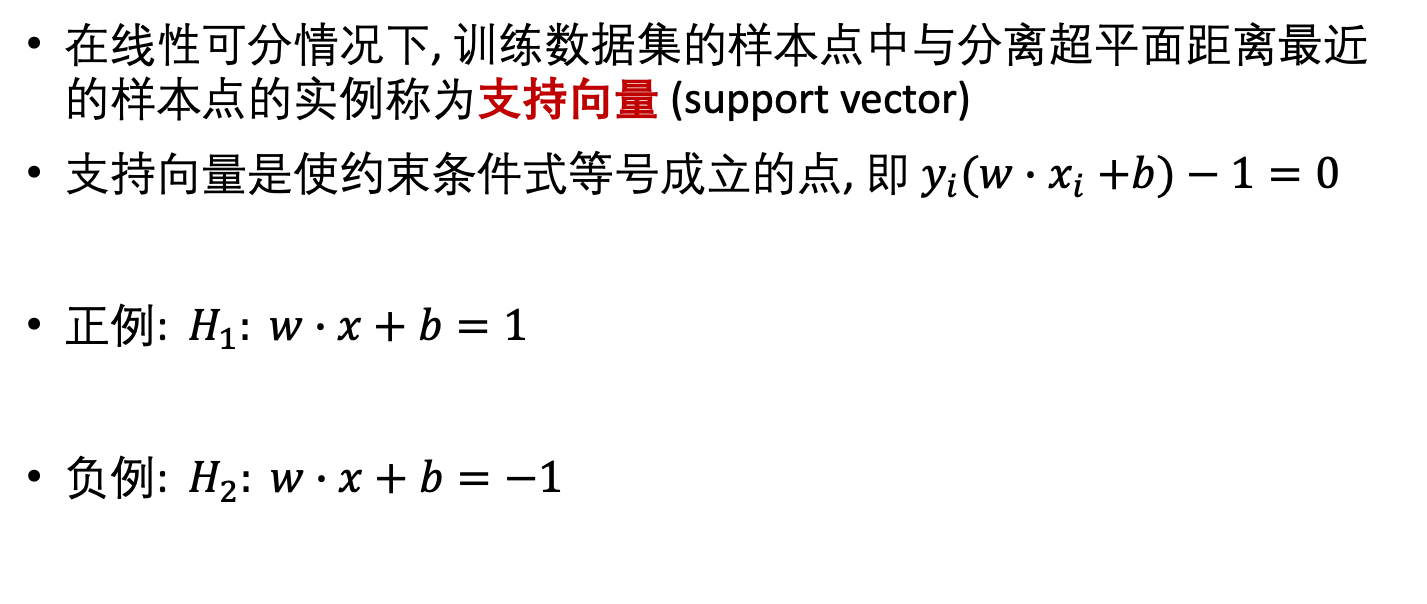 • 在线性可分情况下, 训练数据集的样本点中与分离超平面距离最近
的样本点的实例称为支持向量 (support vector)
• 支持向量是使约束条件式等号成立的点, 即 𝑦ᵢ(𝑤 · 𝑥ᵢ +𝑏) − 1 = 0
• 正例: 𝐻₁: 𝑤 · 𝑥 + 𝑏 = 1
• 负例: 𝐻₂: 𝑤 · 𝑥 + 𝑏 = −1